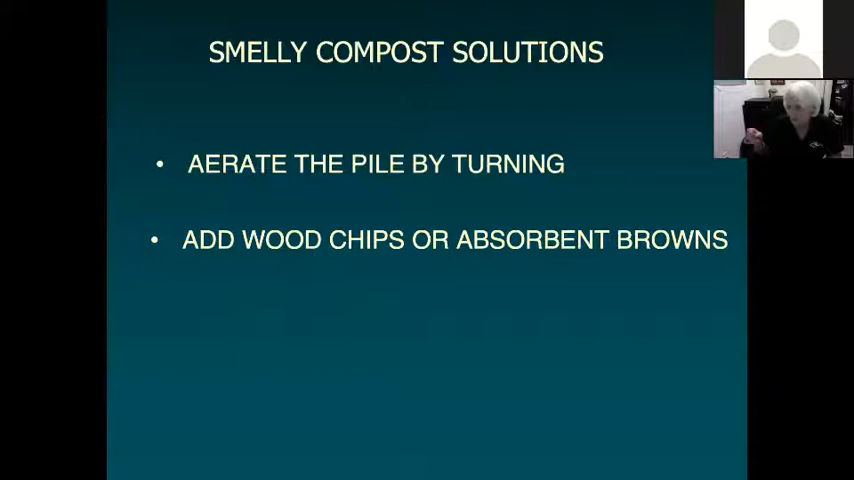 SMELLY COMPOST SOLUTIONS
• AERATE THE PILE BY TURNING
• ADD WOOD CHIPS OR ABSORBENT BROWNS